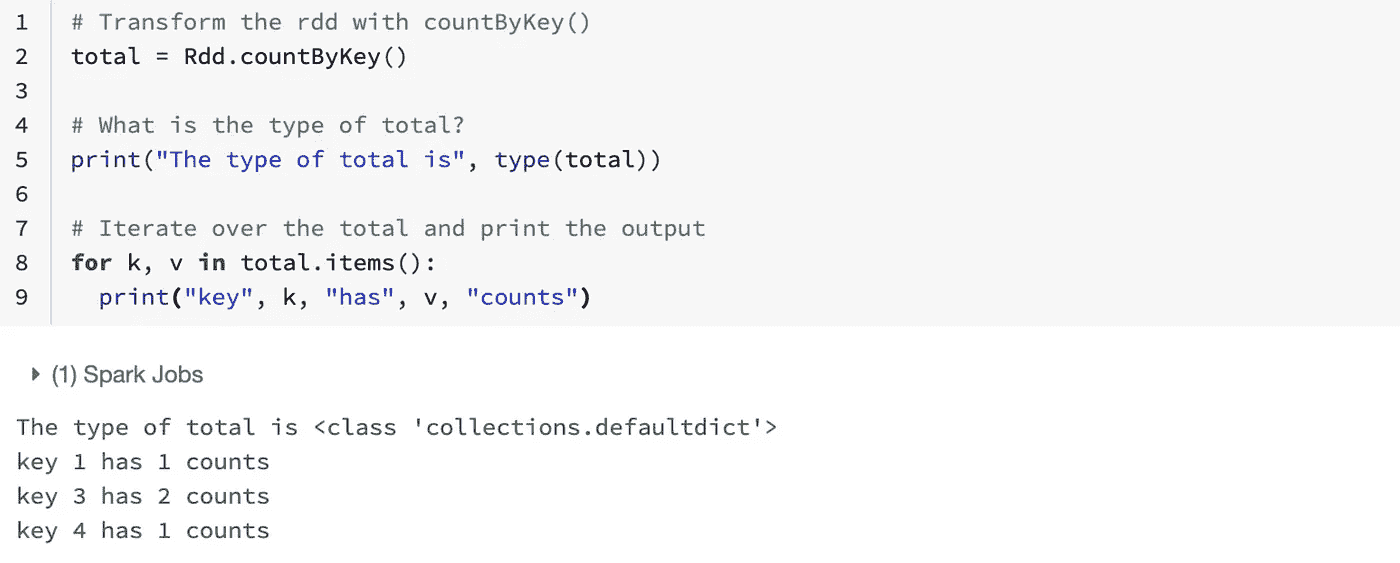 1 # Transform the rdd with countByKey()
2 total = Rdd.countByKey()
3
4 # What is the type of total?
5 print("The type of total is", type(total))
6
7 # Iterate over the total and print the output
8 for k, v in total.items():
9   print("key", k, "has", v, "counts")
(1) Spark Jobs
The type of total is <class 'collections.defaultdict'>
key 1 has 1 counts
key 3 has 2 counts
key 4 has 1 counts